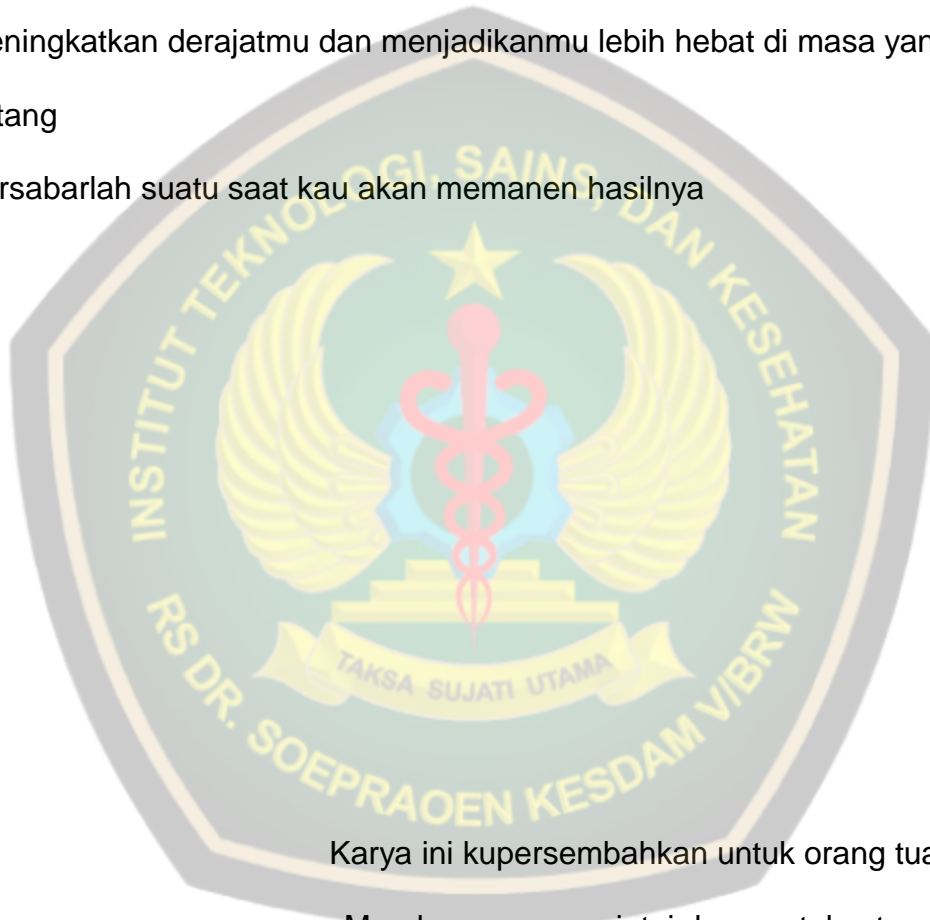 eningkatkan derajatmu dan menjadikanmu lebih hebat di masa yan
tang
rsabarlah suatu saat kau akan memanen hasilnya
INSTITUT TEKNOLOGI, SAINS, DAN KESEHATAN
TAKSA SUJATI UTAMA
RS DR. SOEPRAOEN KESDAM V/BRW
Karya ini kupersembahkan untuk orang tua